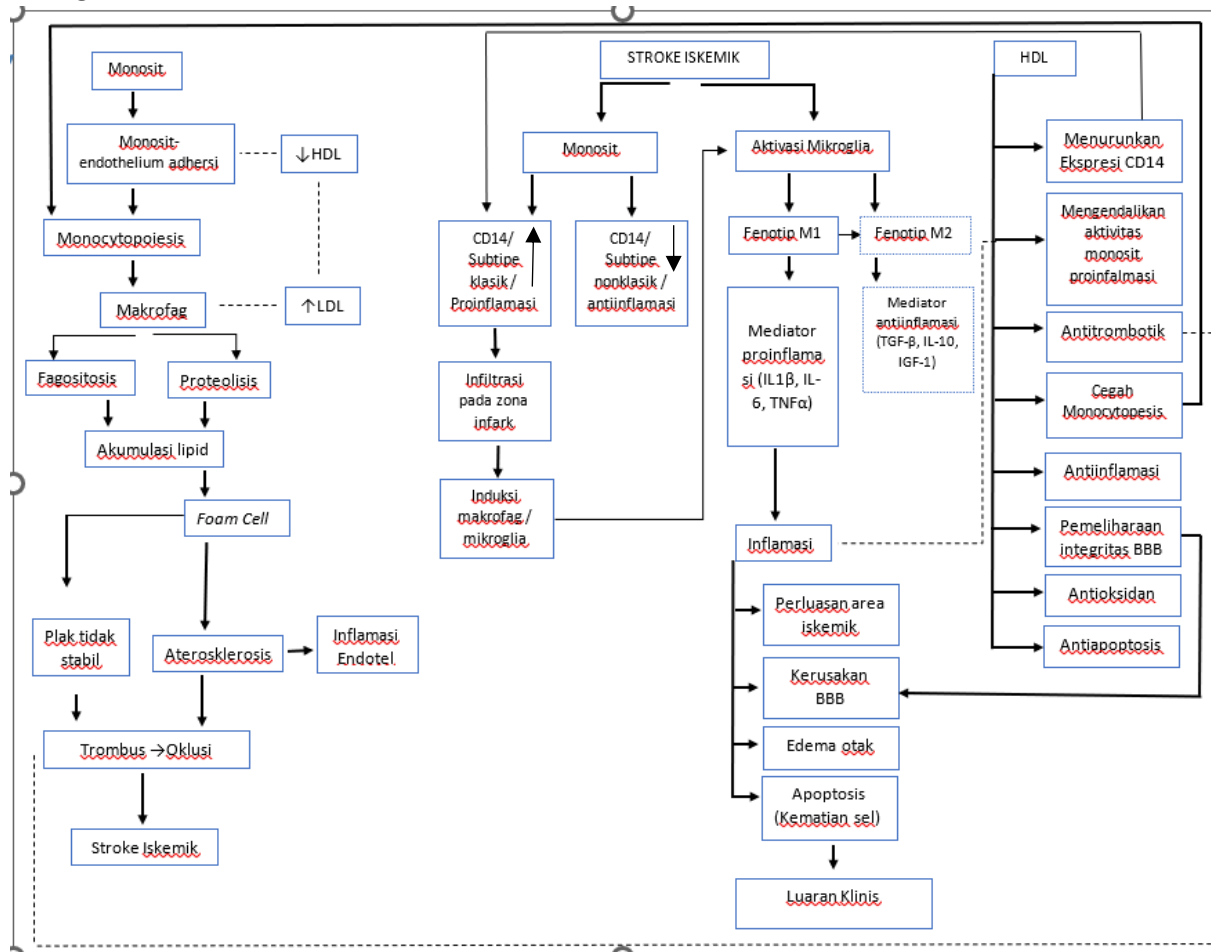 Monosit
Monosit-
endothelium adhersi
↓HDL
Monocytopoiesis
Makrofag
↑LDL
Fagositosis
Proteolisis
Akumulasi lipid
Foam Cell
Plak tidak
stabil
Aterosklerosis
Inflamasi
Endotel
Trombus →Oklusi
Stroke Iskemik
STROKE ISKEMIK
Monosit
Aktivasi Mikroglia
CD14/
Subtipe
klasik /
Proinflamasi
CD14/
Subtipe
nonklasik /
antiinflamasi
Infiltrasi
pada zona
infark
Induksi
makrofag /
mikroglia
Fenotip M1
Fenotip M2
Mediator
proinflama
si (IL1β, IL-
6, TNFα)
Mediator
antiinflamasi
(TGF-β, IL-10,
IGF-1)
Inflamasi
Perluasan area
iskemik
Kerusakan
BBB
Edema otak
Apoptosis
(Kematian sel)
Luaran Klinis
HDL
Menurunkan
Ekspresi CD14
Mengendalikan
aktivitas
monosit
proinfalmasi
Antitrombotik
Cegah
Monocytopesis
Antiinflamasi
Pemeliharaan
integritas BBB
Antioksidan
Antiapoptosis